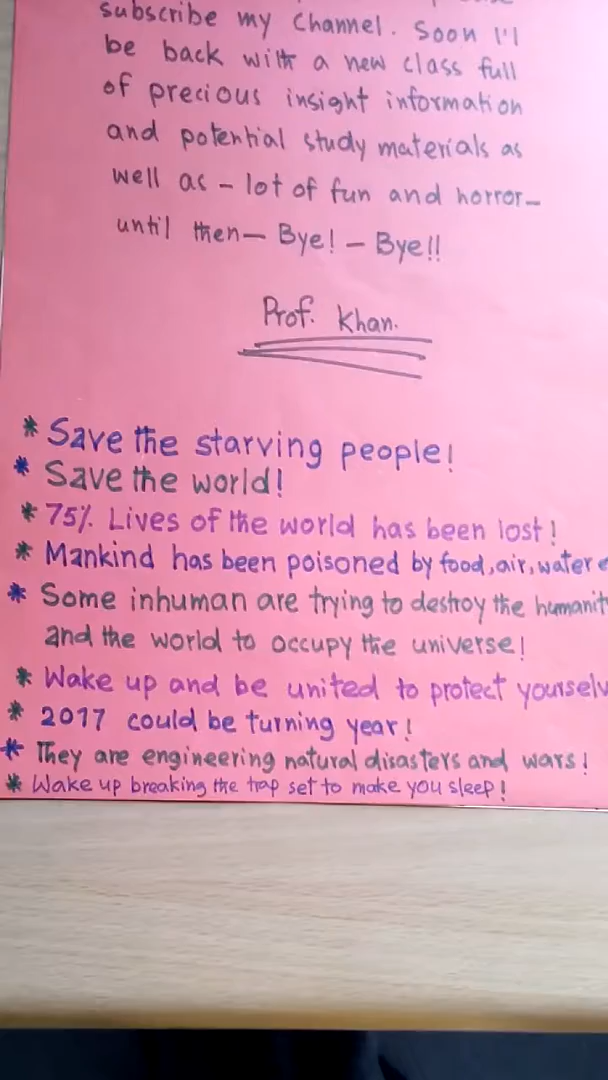 subscribe my Channel. Soon I'l
be back with a new class full
of precious insight information
and potential study materials as
well as - lot of fun and horror-
until then- Bye! - Bye!!
Prof. Khan.
* Save the starving people!
* Save the world!
* 75% Lives of the world has been lost!
* Mankind has been poisoned by food, air, water
* Some inhuman are trying to destroy the humanit
and the world to occupy the universe!
* Wake up and be united to protect yourselv
* 2017 could be turning year!
* They are engineering natural disasters and wars!
* Wake up breaking the trap set to make you sleep!